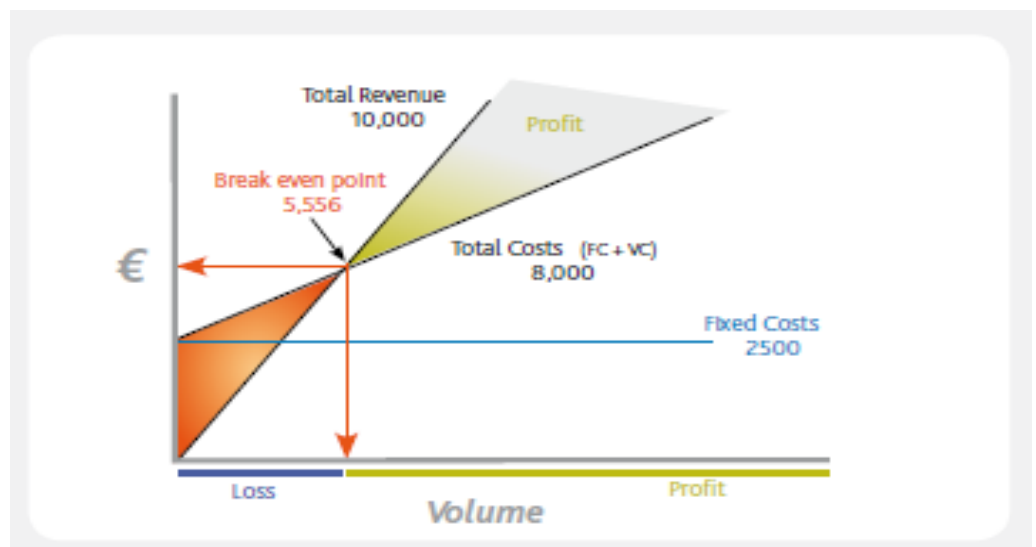 Total Revenue
10,000
Profit
Break even point
5,556
€
Total Costs (FC + VC)
8,000
Fixed Costs
2500
Loss
Profit
Volume